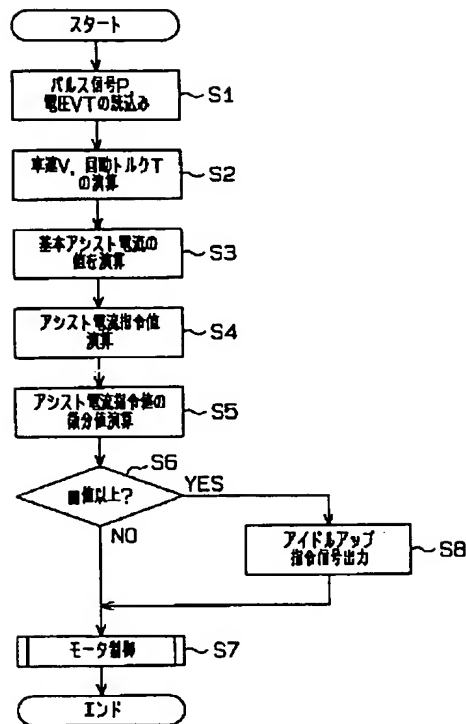 スタート
パルス信号P,
電圧VTの読込み
S1
車速V, 回動トルクT
の演算
S2
基本アシスト電流の
値を演算
S3
アシスト電流指令値
演算
S4
アシスト電流指令値の
微分値演算
S5
S6
値以上?
YES
NO
アイドルアップ
指令信号出力
S8
モータ制御
S7
エンド